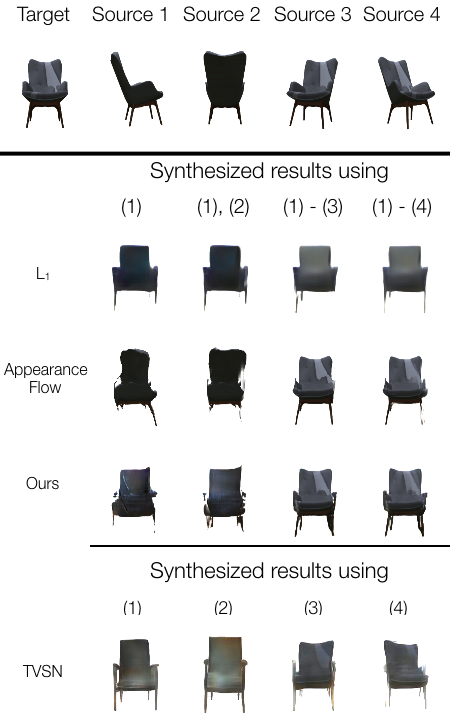 Target Source 1 Source 2 Source 3 Source 4
Synthesized results using
(1) (1), (2) (1) - (3) (1) - (4)
L₁
Appearance
Flow
Ours
Synthesized results using
(1) (2) (3) (4)
TVSN